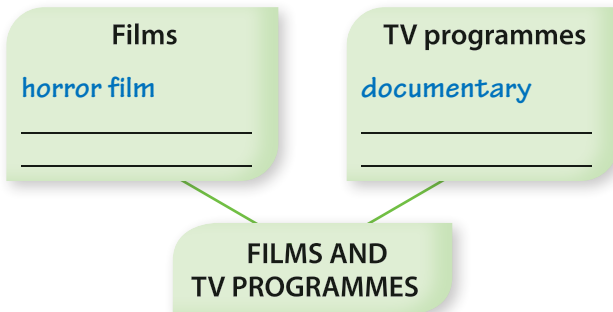 Films
horror film
TV programmes
documentary
FILMS AND
TV PROGRAMMES